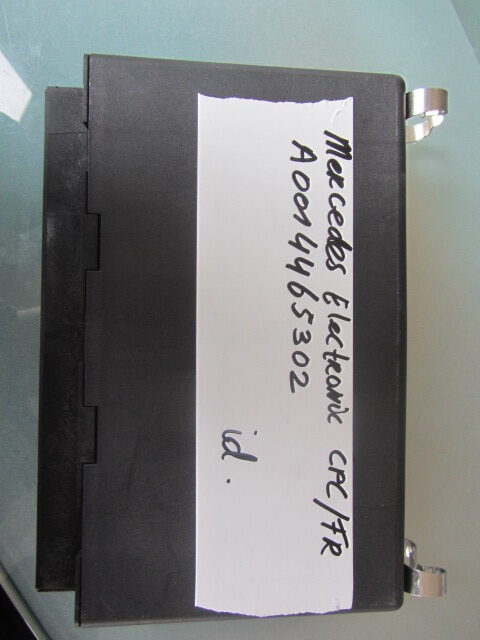 Mercedes Electronic CPC/FR
A0014465302
id.